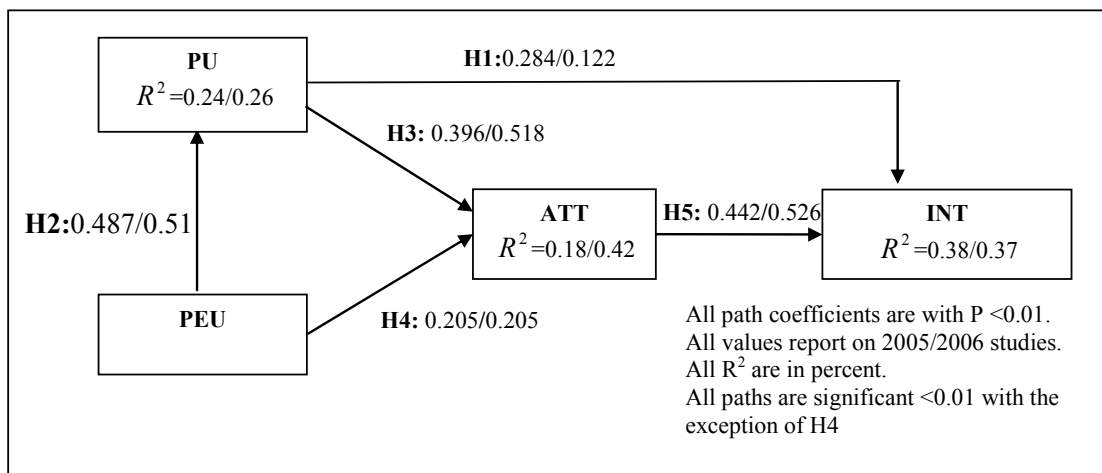 PU
R²=0.24/0.26
H1:0.284/0.122
H3: 0.396/0.518
H2:0.487/0.51
ATT
R²=0.18/0.42
H5: 0.442/0.526
INT
R²=0.38/0.37
PEU
H4: 0.205/0.205
All path coefficients are with P <0.01.
All values report on 2005/2006 studies.
All R² are in percent.
All paths are significant <0.01 with the
exception of H4